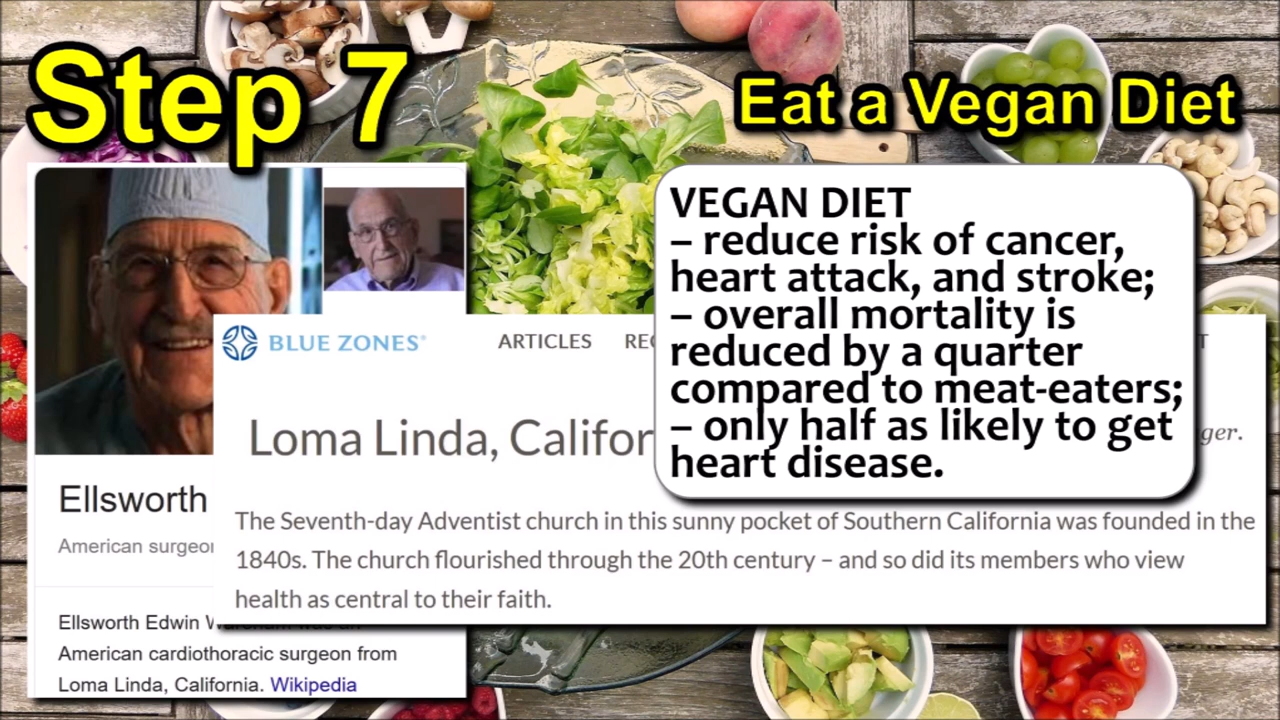 Step 7
Eat a Vegan Diet
VEGAN DIET
– reduce risk of cancer,
heart attack, and stroke;
– overall mortality is
reduced by a quarter
compared to meat-eaters;
– only half as likely to get
heart disease.
BLUE ZONES®
ARTICLES
Loma Linda, Califor
ger.
The Seventh-day Adventist church in this sunny pocket of Southern California was founded in the
1840s. The church flourished through the 20th century – and so did its members who view
health as central to their faith.
Ellsworth
American surgeon
Ellsworth Edwin
American cardiothoracic surgeon from
Loma Linda, California. Wikipedia